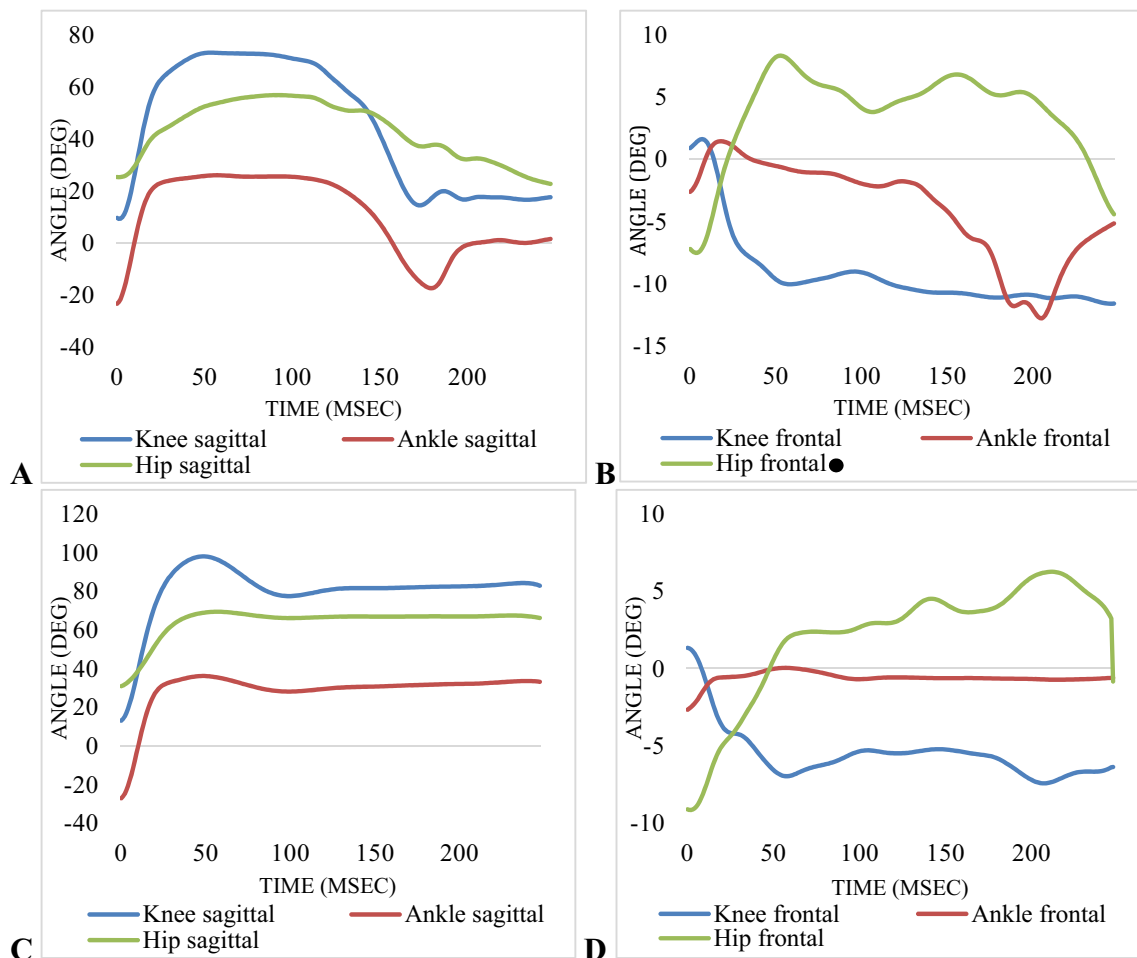 80
60
40
20
0
-20
-40
ANGLE (DEG)
0 50 100 150 200
TIME (MSEC)
Knee sagittal Ankle sagittal
Hip sagittal
A
10
5
0
-5
-10
-15
ANGLE (DEG)
0 50 100 150 200
TIME (MSEC)
Knee frontal Ankle frontal
Hip frontal●
B
120
100
80
60
40
20
0
-20
-40
ANGLE (DEG)
0 50 100 150 200
TIME (MSEC)
Knee sagittal Ankle sagittal
Hip sagittal
C
10
5
0
-5
-10
ANGLE (DEG)
0 50 100 150 200
TIME (MSEC)
Knee frontal Ankle frontal
Hip frontal
D